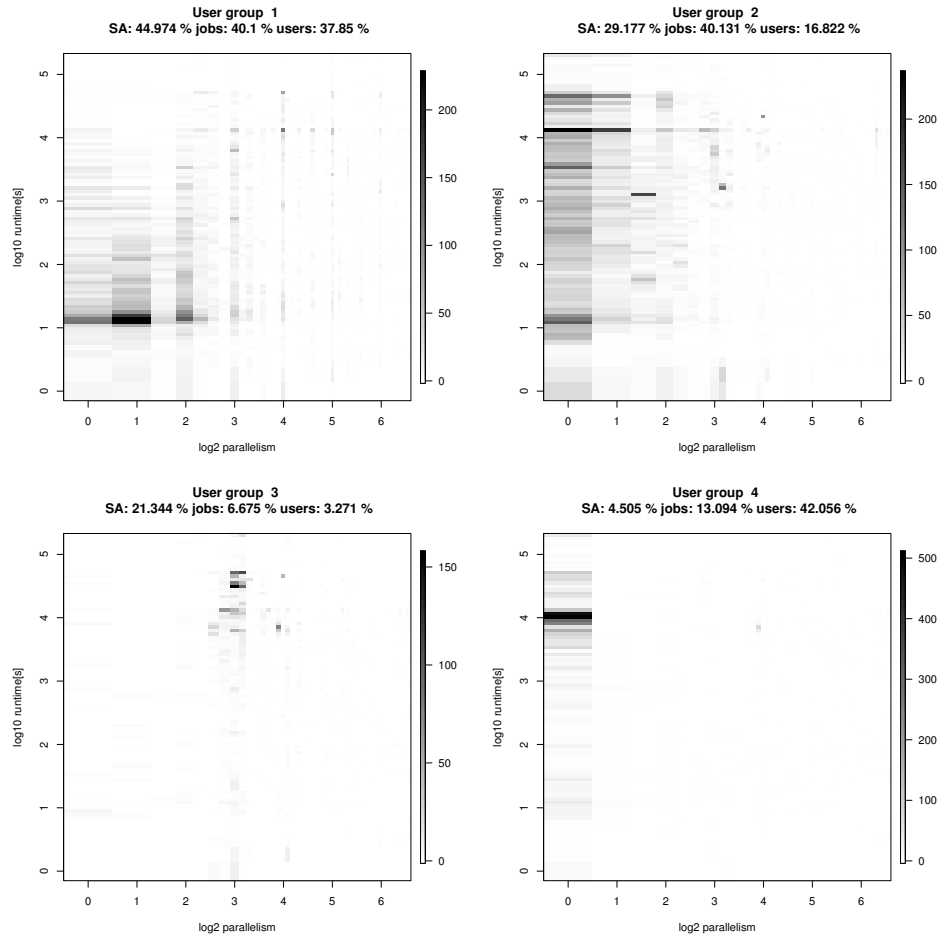 User group 1
SA: 44.974 % jobs: 40.1 % users: 37.85 %
5
4
3
2
1
0
log10 runtime[s]
0 1 2 3 4 5 6
log2 parallelism
200
150
100
50
0
User group 2
SA: 29.177 % jobs: 40.131 % users: 16.822 %
5
4
3
2
1
0
log10 runtime[s]
0 1 2 3 4 5 6
log2 parallelism
200
150
100
50
0
User group 3
SA: 21.344 % jobs: 6.675 % users: 3.271 %
5
4
3
2
1
0
log10 runtime[s]
0 1 2 3 4 5 6
log2 parallelism
150
100
50
0
User group 4
SA: 4.505 % jobs: 13.094 % users: 42.056 %
5
4
3
2
1
0
log10 runtime[s]
0 1 2 3 4 5 6
log2 parallelism
500
400
300
200
100
0